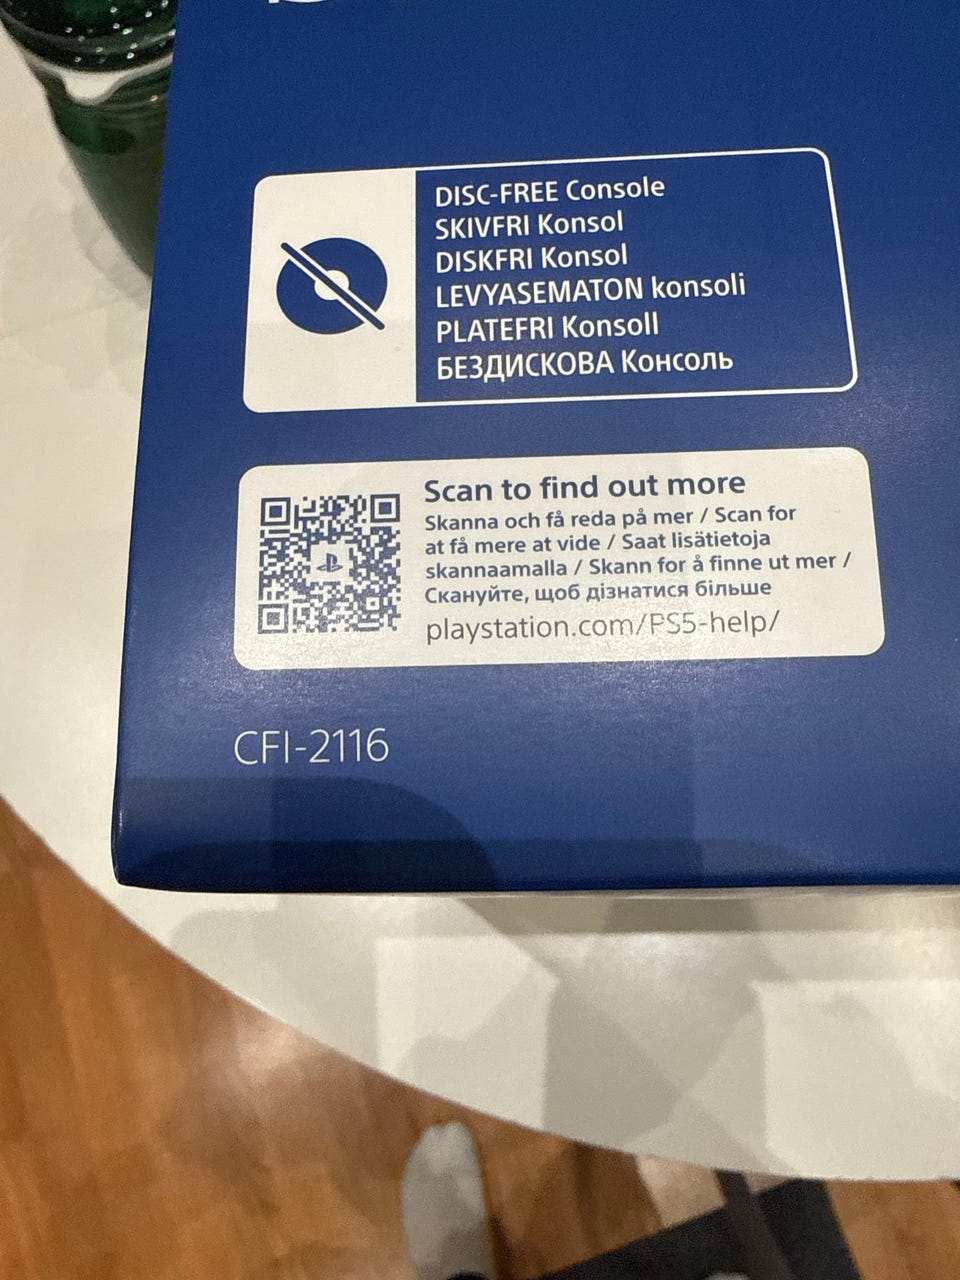 DISC-FREE Console
SKIVFRI Konsol
DISKFRI Konsol
LEVYASEMATON konsoli
PLATEFRI Konsoll
БЕЗДИСКОВА Консоль
Scan to find out more
Skanna och få reda på mer / Scan for
at få mere at vide / Saat lisätietoja
skannaamalla / Skann for å finne ut mer /
Скануйте, щоб дізнатися більше
playstation.com/PS5-help/
CFI-2116